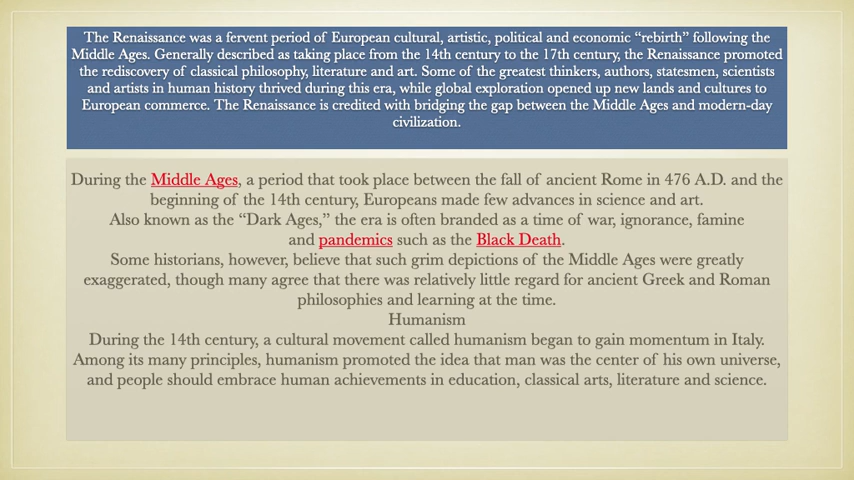 The Renaissance was a fervent period of European cultural, artistic, political and economic “rebirth” following the
Middle Ages. Generally described as taking place from the 14th century to the 17th century, the Renaissance promoted
the rediscovery of classical philosophy, literature and art. Some of the greatest thinkers, authors, statesmen, scientists
and artists in human history thrived during this era, while global exploration opened up new lands and cultures to
European commerce. The Renaissance is credited with bridging the gap between the Middle Ages and modern-day
civilization.
During the Middle Ages, a period that took place between the fall of ancient Rome in 476 A.D. and the
beginning of the 14th century, Europeans made few advances in science and art.
Also known as the “Dark Ages,” the era is often branded as a time of war, ignorance, famine
and pandemics such as the Black Death.
Some historians, however, believe that such grim depictions of the Middle Ages were greatly
exaggerated, though many agree that there was relatively little regard for ancient Greek and Roman
philosophies and learning at the time.
Humanism
During the 14th century, a cultural movement called humanism began to gain momentum in Italy.
Among its many principles, humanism promoted the idea that man was the center of his own universe,
and people should embrace human achievements in education, classical arts, literature and science.